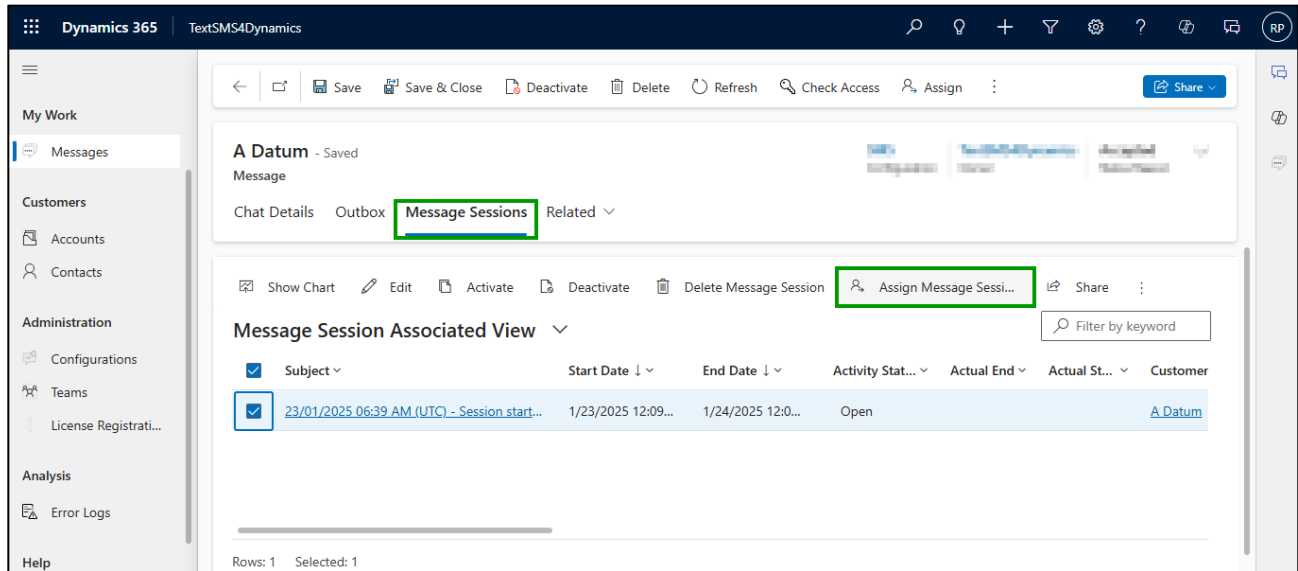 Dynamics 365 TextSMS4Dynamics RP
Save Save & Close Deactivate Delete Refresh Check Access Assign Share
My Work
Messages
Customers
Accounts
Contacts
Administration
Configurations
Teams
License Registrati...
Analysis
Error Logs
Help
A Datum - Saved
Message
Chat Details Outbox Message Sessions Related
Show Chart Edit Activate Deactivate Delete Message Session Assign Message Sessi... Share
Message Session Associated View Filter by keyword
Subject Start Date End Date Activity Stat... Actual End Actual St... Customer
23/01/2025 06:39 AM (UTC) - Session start... 1/23/2025 12:09... 1/24/2025 12:0... Open A Datum
Rows: 1 Selected: 1